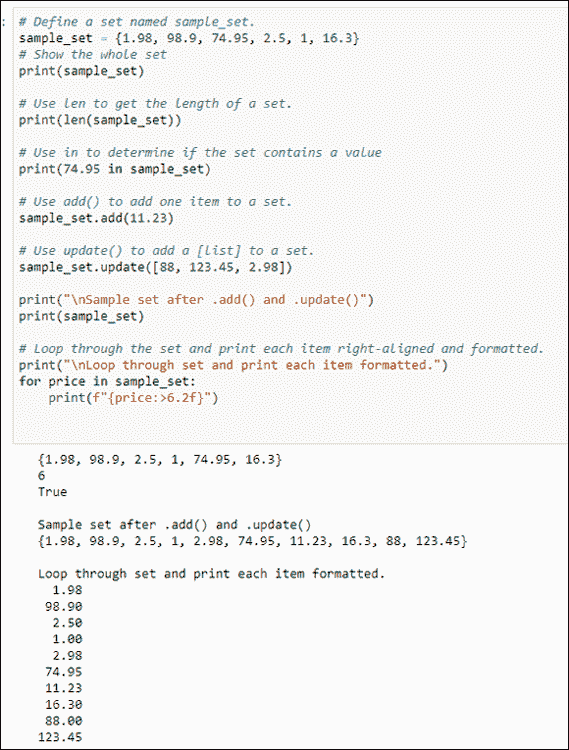 :
# Define a set named sample_set.
sample_set = {1.98, 98.9, 74.95, 2.5, 1, 16.3}
# Show the whole set
print(sample_set)

# Use len to get the length of a set.
print(len(sample_set))

# Use in to determine if the set contains a value
print(74.95 in sample_set)

# Use add() to add one item to a set.
sample_set.add(11.23)

# Use update() to add a [list] to a set.
sample_set.update([88, 123.45, 2.98])

print("\nSample set after .add() and .update()")
print(sample_set)

# Loop through the set and print each item right-aligned and formatted.
print("\nLoop through set and print each item formatted.")
for price in sample_set:
    print(f"{price:>6.2f}")

{1.98, 98.9, 2.5, 1, 74.95, 16.3}
6
True

Sample set after .add() and .update()
{1.98, 98.9, 2.5, 1, 2.98, 74.95, 11.23, 16.3, 88, 123.45}

Loop through set and print each item formatted.
  1.98
 98.90
  2.50
  1.00
  2.98
 74.95
 11.23
 16.30
 88.00
123.45